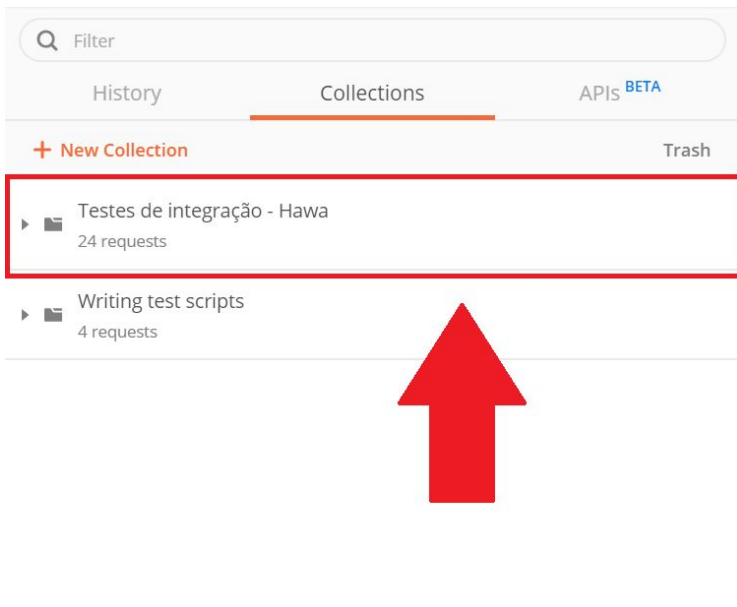 Filter
History Collections APIs BETA
+ New Collection Trash
Testes de integração - Hawa
24 requests
Writing test scripts
4 requests